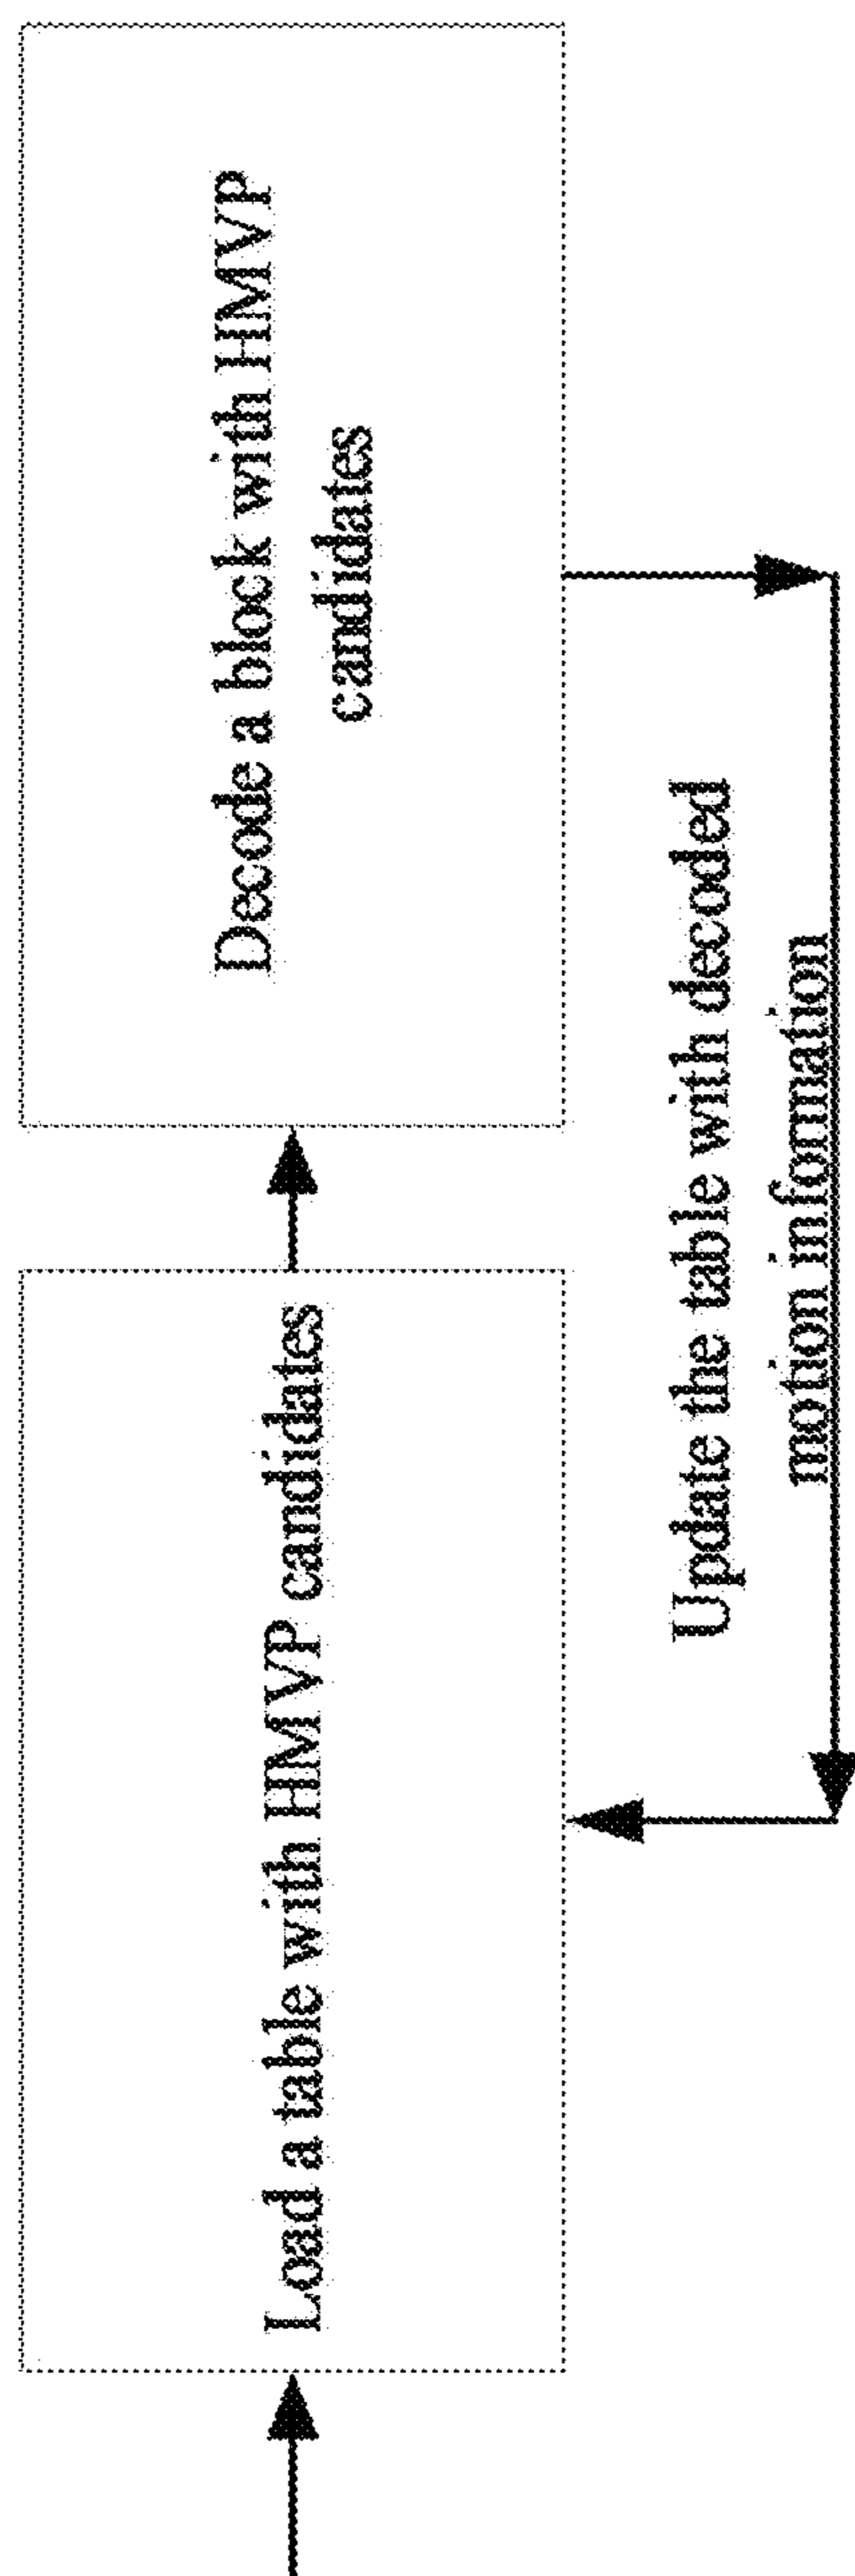 Load a table with HMVP candidates
Decode a block with HMVP
candidates
Update the table with decoded
motion information